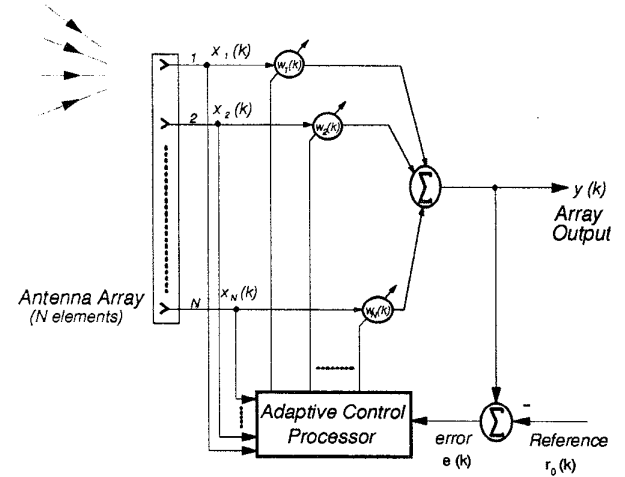 1 x₁(k) w₁(k)
2 x₂(k) w₂(k)
Σ y(k)
Array
Output
Antenna Array
(N elements)
N x_N(k) w_N(k)
Adaptive Control
Processor
Σ –
error
e (k)
Reference
r₀(k)